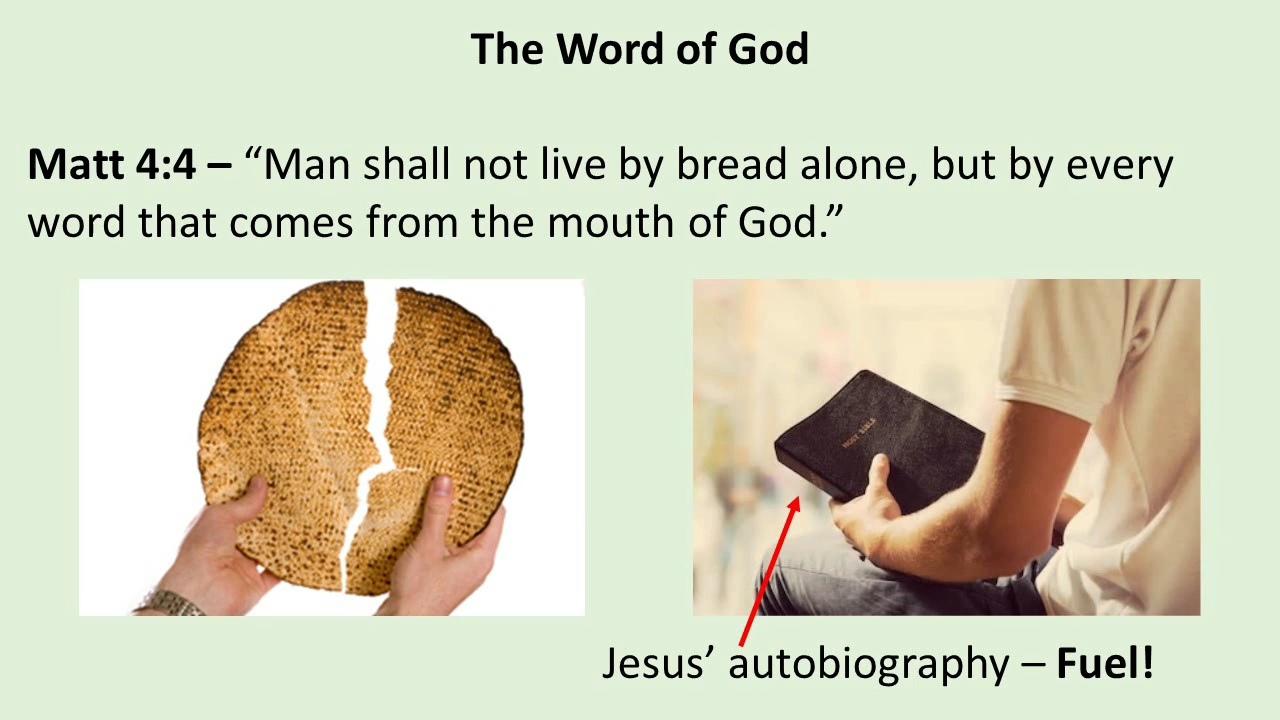 The Word of God
Matt 4:4 – “Man shall not live by bread alone, but by every
word that comes from the mouth of God.”
HOLY BIBLE
Jesus’ autobiography – Fuel!